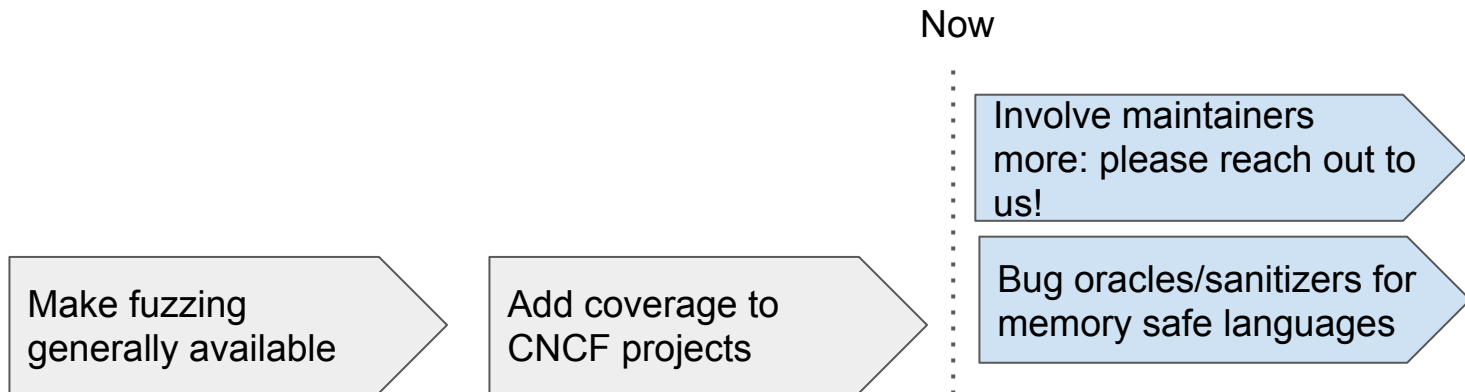 Now
Involve maintainers
more: please reach out to
us!
Make fuzzing
generally available
Add coverage to
CNCF projects
Bug oracles/sanitizers for
memory safe languages